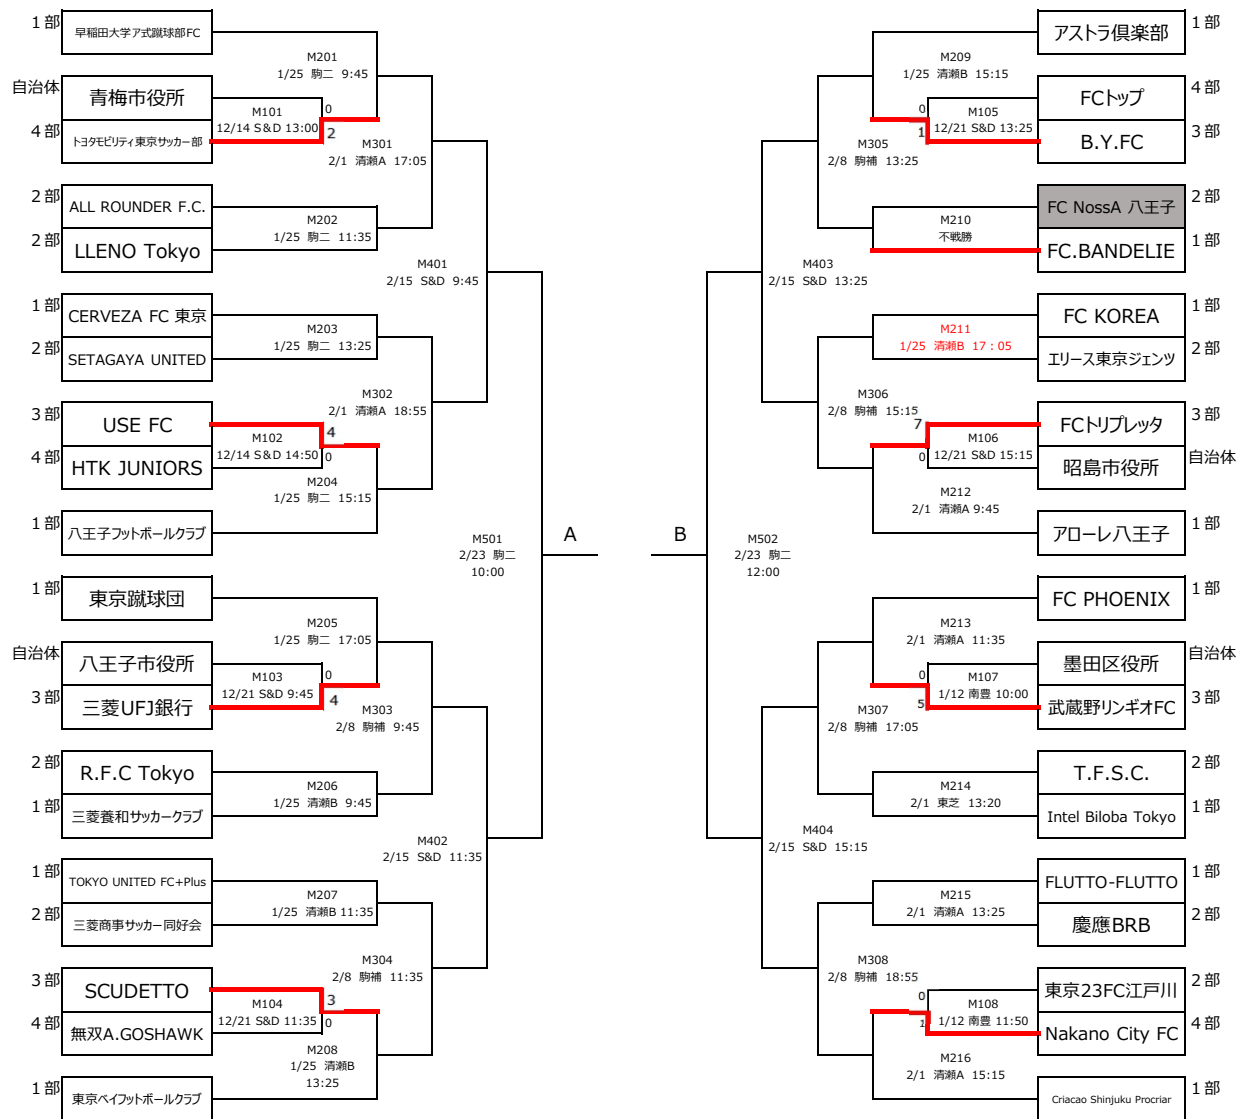 1部
早稲田大学ア式蹴球部FC
M201
1/25 駒二 9:45
自治体
青梅市役所
0
M101
12/14 S&D 13:00
4部
トヨタモビリティ東京サッカー部
2
M301
2/1 清瀬A 17:05
2部
ALL ROUNDER F.C.
M202
1/25 駒二 11:35
2部
LLENO Tokyo
M401
2/15 S&D 9:45
1部
CERVEZA FC 東京
M203
1/25 駒二 13:25
2部
SETAGAYA UNITED
M302
2/1 清瀬A 18:55
3部
USE FC
4
M102
12/14 S&D 14:50
4部
HTK JUNIORS
0
M204
1/25 駒二 15:15
1部
八王子フットボールクラブ
M501
2/23 駒二
10:00
A
1部
東京蹴球団
M205
1/25 駒二 17:05
自治体
八王子市役所
0
M103
12/21 S&D 9:45
3部
三菱UFJ銀行
4
M303
2/8 駒補 9:45
2部
R.F.C Tokyo
M206
1/25 清瀬B 9:45
1部
三菱養和サッカークラブ
M402
2/15 S&D 11:35
1部
TOKYO UNITED FC+Plus
M207
1/25 清瀬B 11:35
2部
三菱商事サッカー同好会
M304
2/8 駒補 11:35
3部
SCUDETTO
3
M104
12/21 S&D 11:35
4部
無双A.GOSHAWK
0
M208
1/25 清瀬B
13:25
1部
東京ベイフットボールクラブ
アストラ倶楽部
1部
M209
1/25 清瀬B 15:15
FCトップ
4部
0
M105
12/21 S&D 13:25
1
B.Y.FC
3部
M305
2/8 駒補 13:25
FC NossA 八王子
2部
M210
不戦勝
FC.BANDELIE
1部
M403
2/15 S&D 13:25
FC KOREA
1部
M211
1/25 清瀬B 17：05
エリース東京ジェンツ
2部
M306
2/8 駒補 15:15
7
FCトリプレッタ
3部
M106
12/21 S&D 15:15
0
昭島市役所
自治体
M212
2/1 清瀬A 9:45
アローレ八王子
1部
B
M502
2/23 駒二
12:00
FC PHOENIX
1部
M213
2/1 清瀬A 11:35
墨田区役所
自治体
0
M107
1/12 南豊 10:00
5
武蔵野リンギオFC
3部
M307
2/8 駒補 17:05
T.F.S.C.
2部
M214
2/1 東芝 13:20
Intel Biloba Tokyo
1部
M404
2/15 S&D 15:15
FLUTTO-FLUTTO
1部
M215
2/1 清瀬A 13:25
慶應BRB
2部
M308
2/8 駒補 18:55
東京23FC江戸川
2部
0
M108
1/12 南豊 11:50
1
Nakano City FC
4部
M216
2/1 清瀬A 15:15
Criacao Shinjuku Procriar
1部